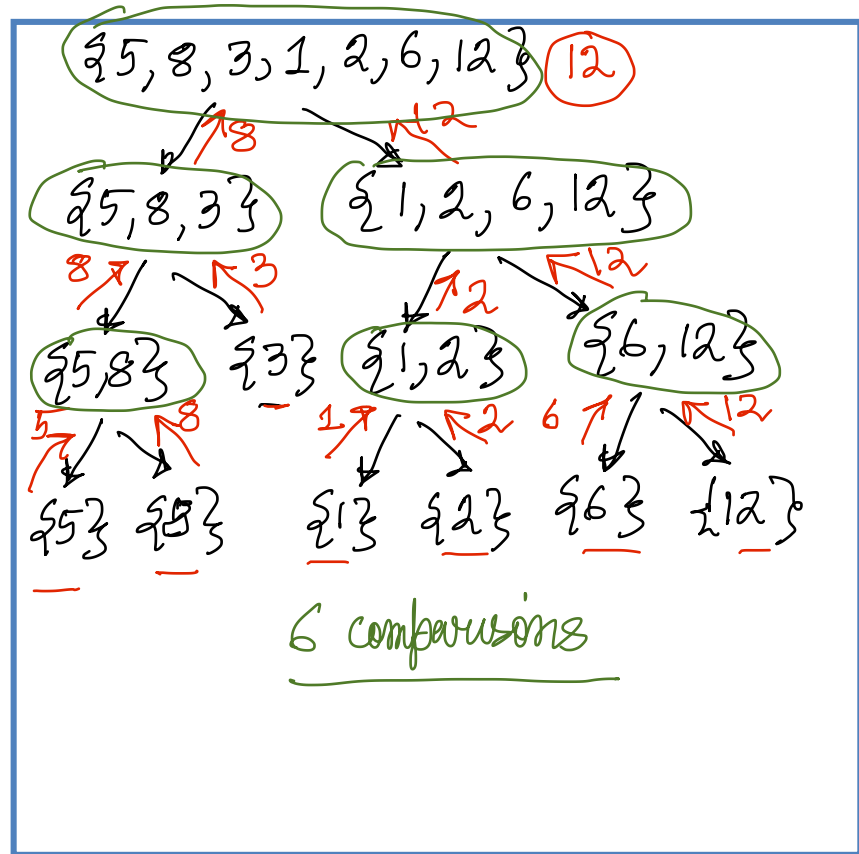 {5, 8, 3, 1, 2, 6, 12} 12
8 12
{5, 8, 3} {1, 2, 6, 12}
8 3 2 12
{5,8} {3} {1, 2} {6, 12}
5 8 1 2 6 12
{5} {1} {2} {6} {12}
6 comparisions